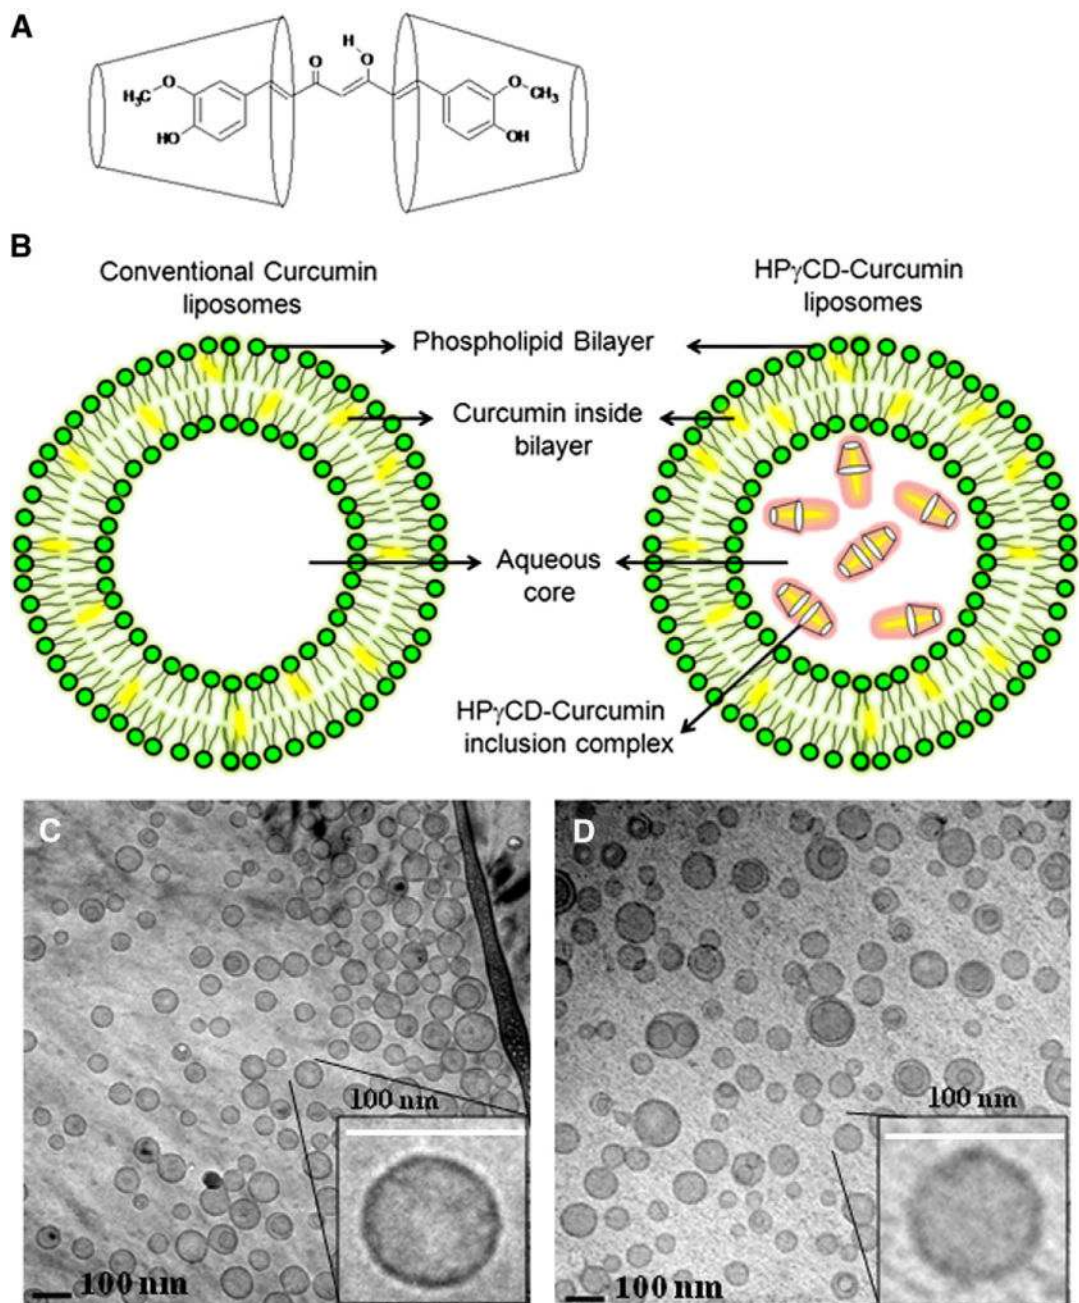 A
H
O
O
O
O
H₃C
CH₃
HO
OH
B
Conventional Curcumin
liposomes
HPγCD-Curcumin
liposomes
Phospholipid Bilayer
Curcumin inside
bilayer
Aqueous
core
HPγCD-Curcumin
inclusion complex
C
D
100 nm
100 nm
100 nm
100 nm